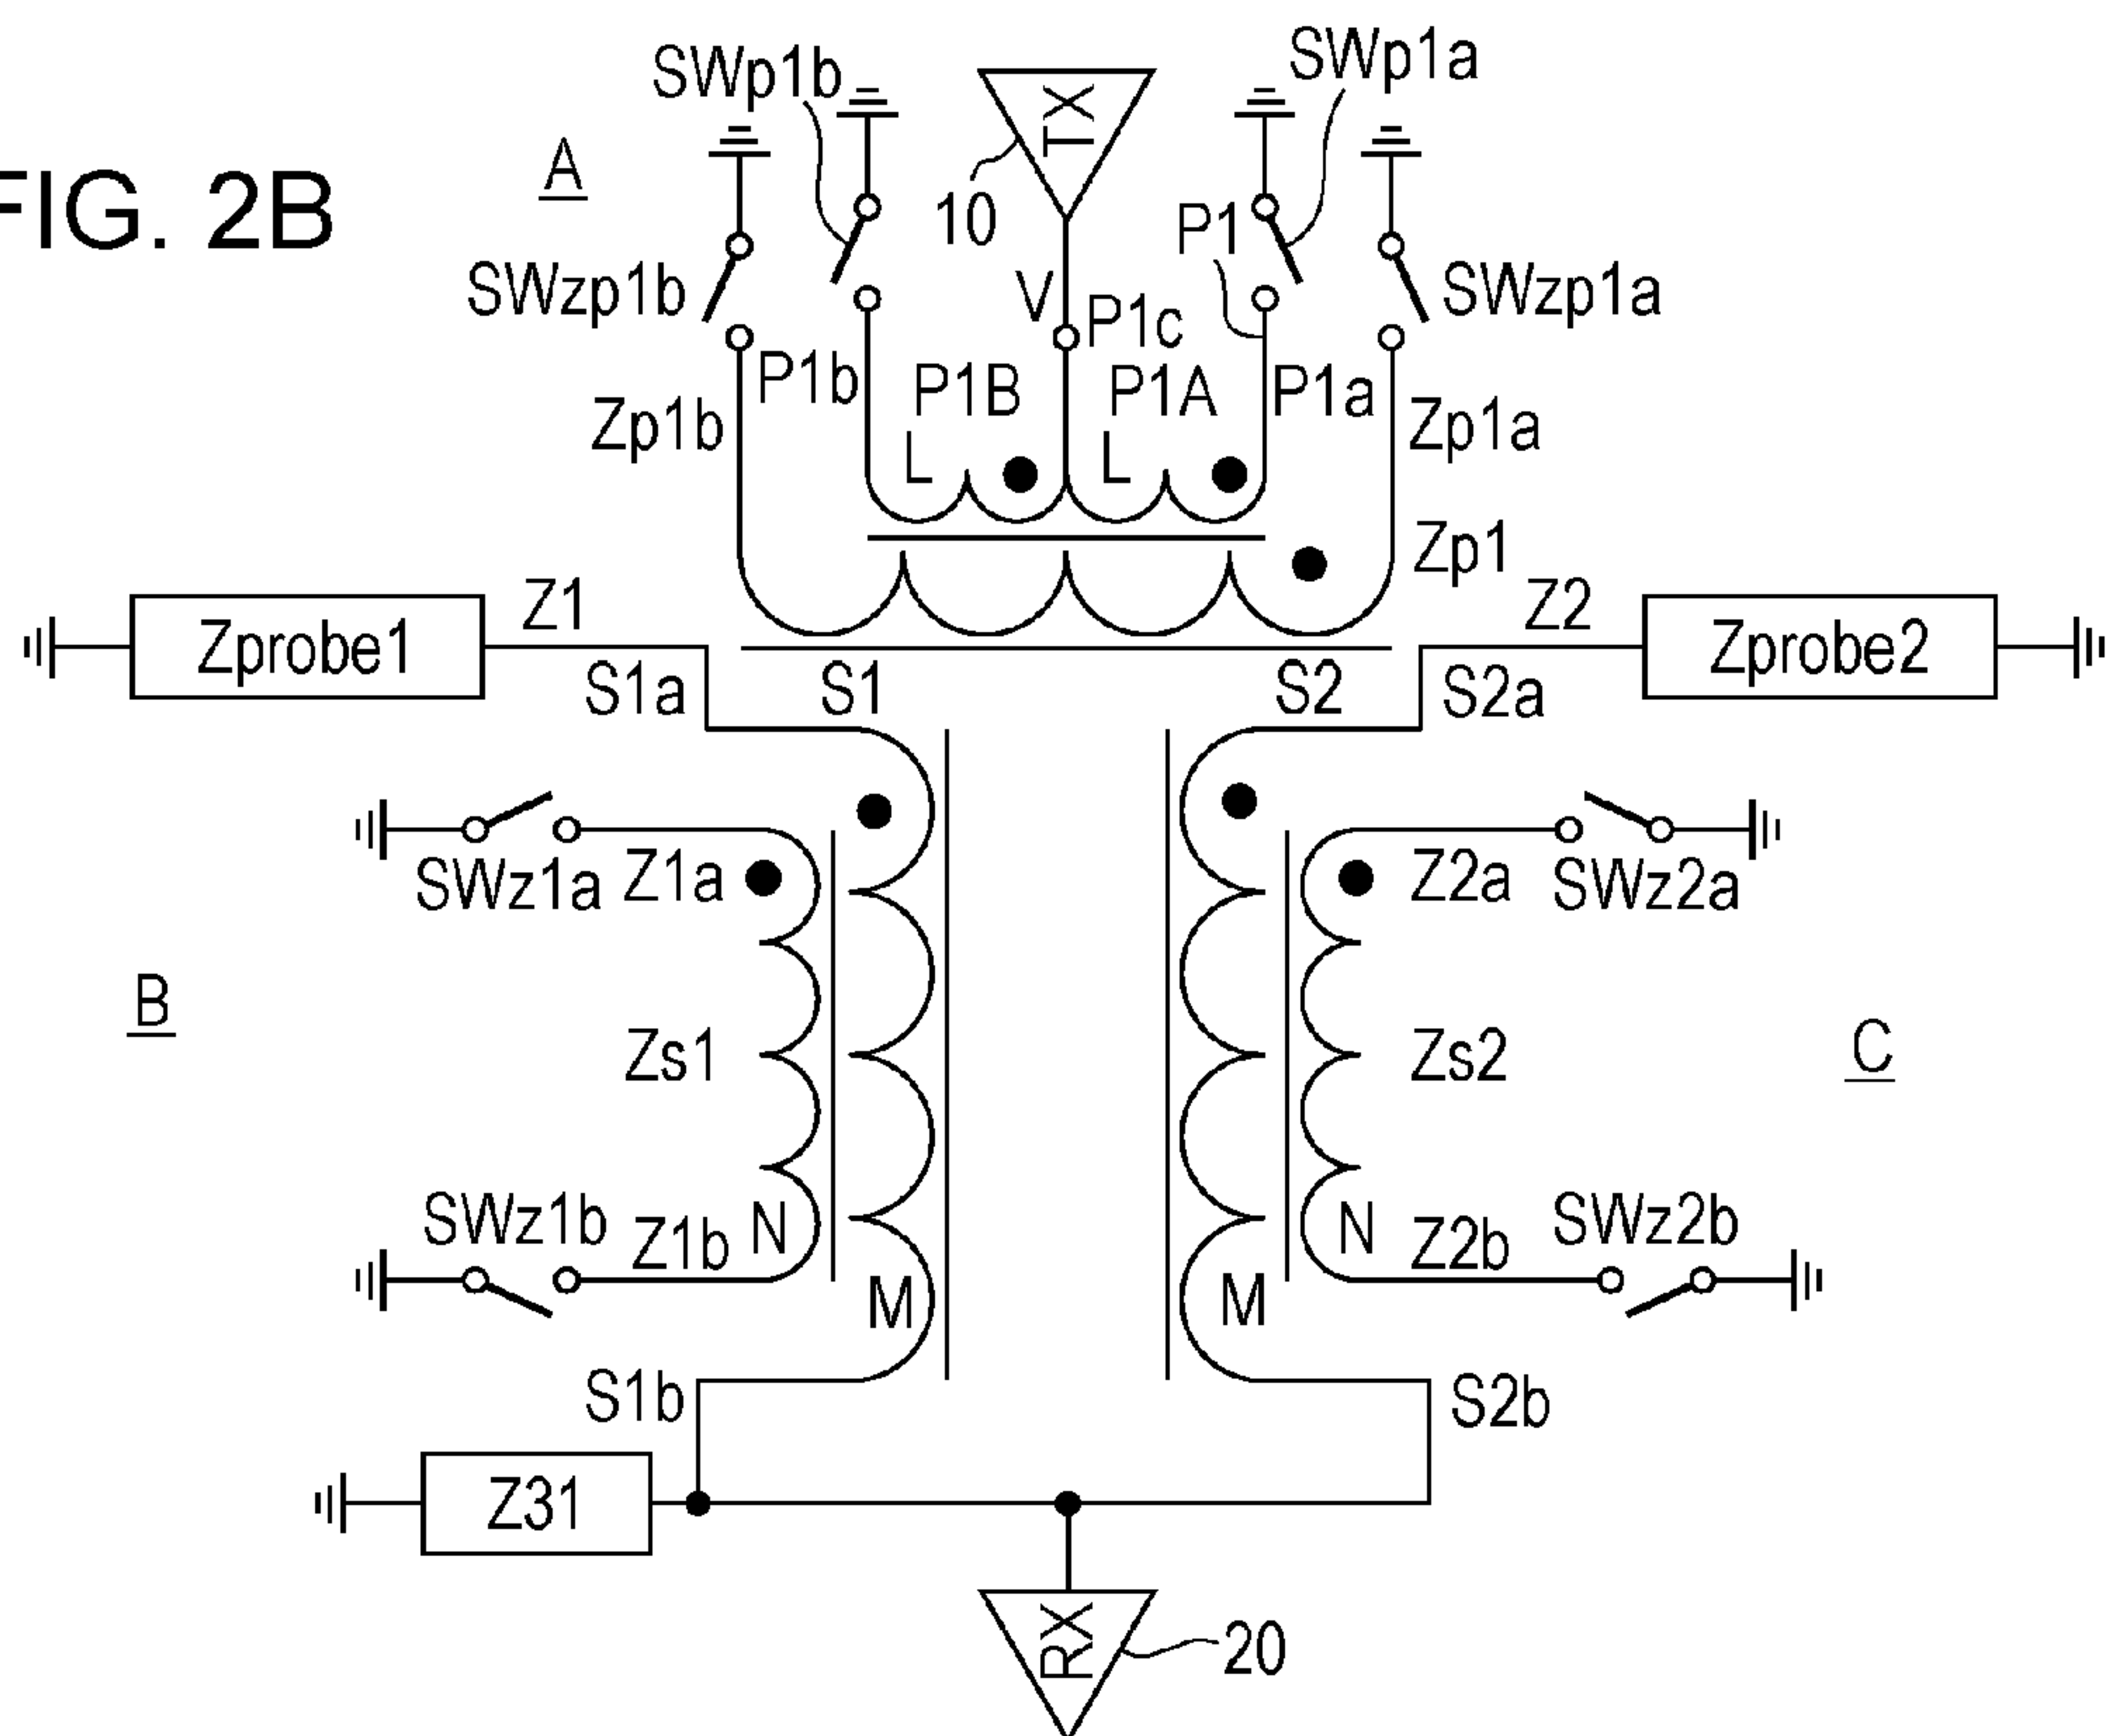 SWp1b
SWp1a
TX
A
FIG. 2B
10
P1
SWzp1b
V
P1c
SWzp1a
P1b
P1B
P1A
P1a
Zp1b
Zp1a
L
L
Zp1
Zprobe1
Z1
Z2
Zprobe2
S1a
S1
S2
S2a
SWz1a
Z1a
Z2a
SWz2a
B
Zs1
Zs2
C
SWz1b
Z1b
N
N
Z2b
SWz2b
M
M
S1b
S2b
Z31
RX
20